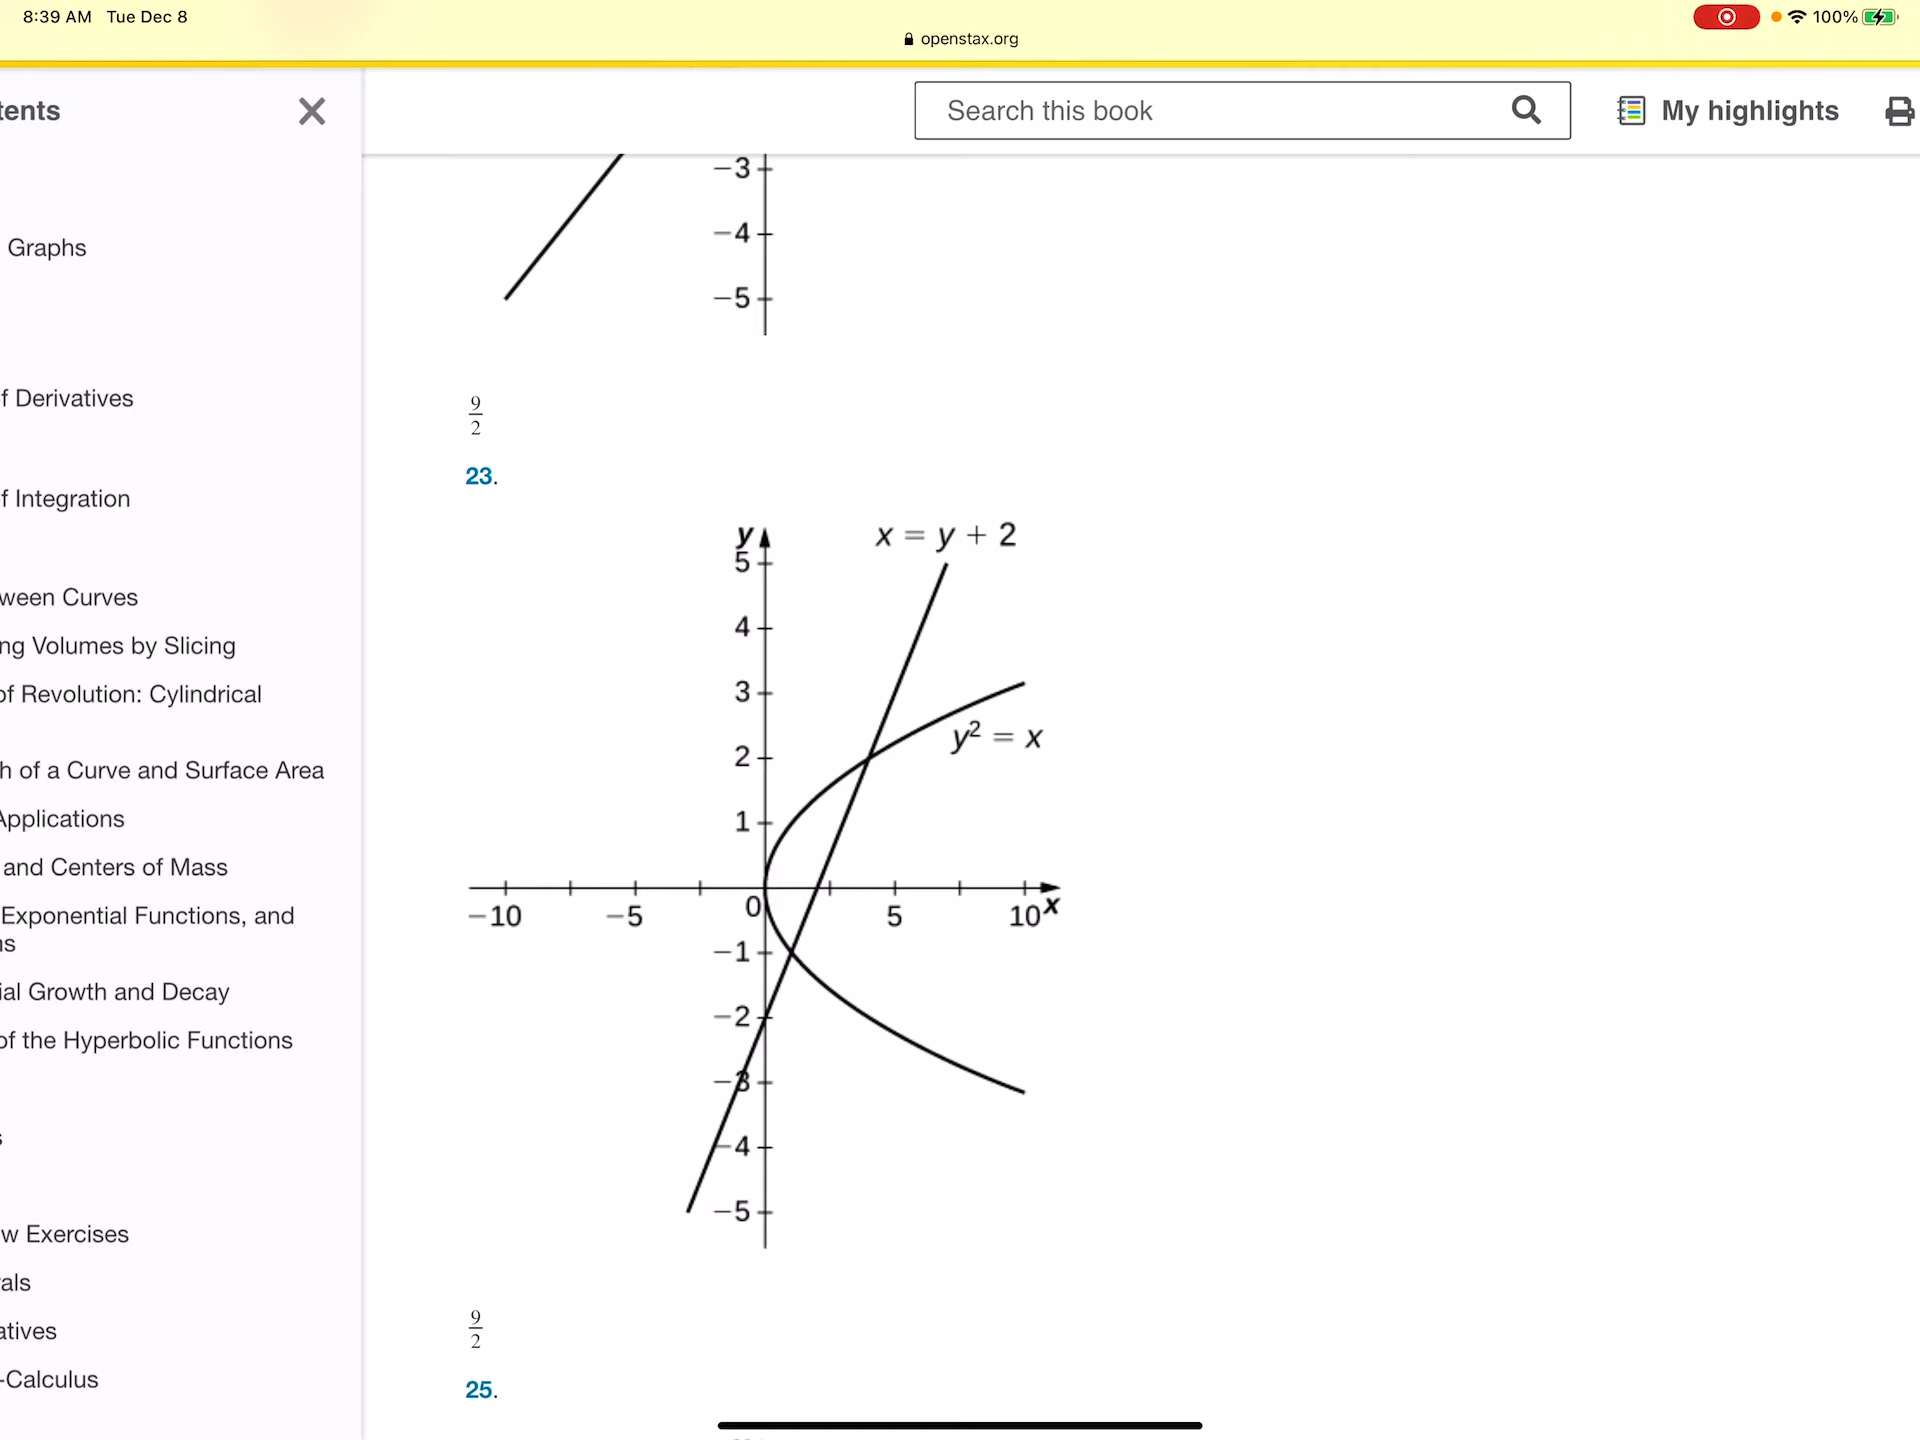 8:39 AM Tue Dec 8
100%
openstax.org
tents
Search this book
My highlights
Graphs
f Derivatives
f Integration
ween Curves
ng Volumes by Slicing
of Revolution: Cylindrical
h of a Curve and Surface Area
Applications
and Centers of Mass
Exponential Functions, and
ns
ial Growth and Decay
of the Hyperbolic Functions
s
w Exercises
als
atives
-Calculus
−3
−4
−5
9
2
23.
y
x = y + 2
5
4
3
y² = x
2
1
−10 −5 0 5 10 x
−1
−2
−3
−4
−5
9
2
25.